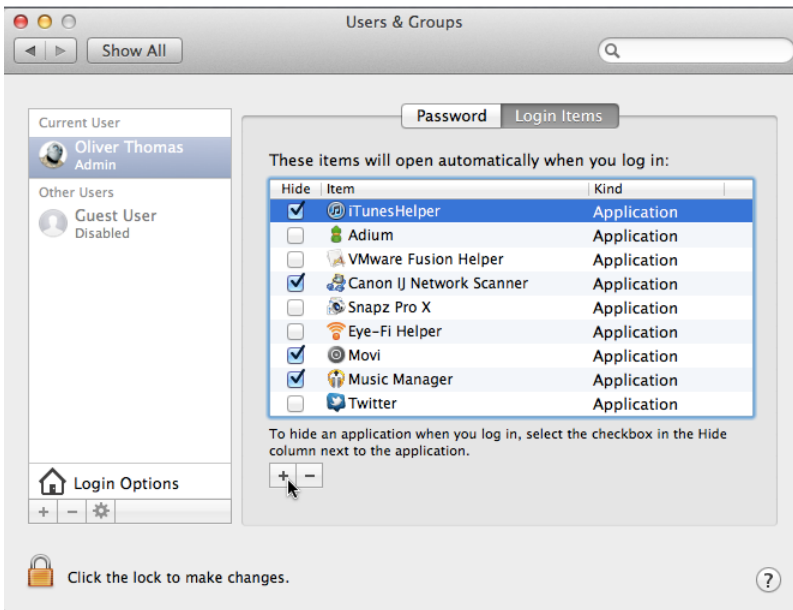 Users & Groups
Show All
Password Login Items
Current User
Oliver Thomas
Admin
Other Users
Guest User
Disabled
Login Options
+ −
These items will open automatically when you log in:
Hide Item Kind
iTunesHelper Application
Adium Application
VMware Fusion Helper Application
Canon IJ Network Scanner Application
Snapz Pro X Application
Eye-Fi Helper Application
Movi Application
Music Manager Application
Twitter Application
To hide an application when you log in, select the checkbox in the Hide
column next to the application.
+ −
Click the lock to make changes.
?